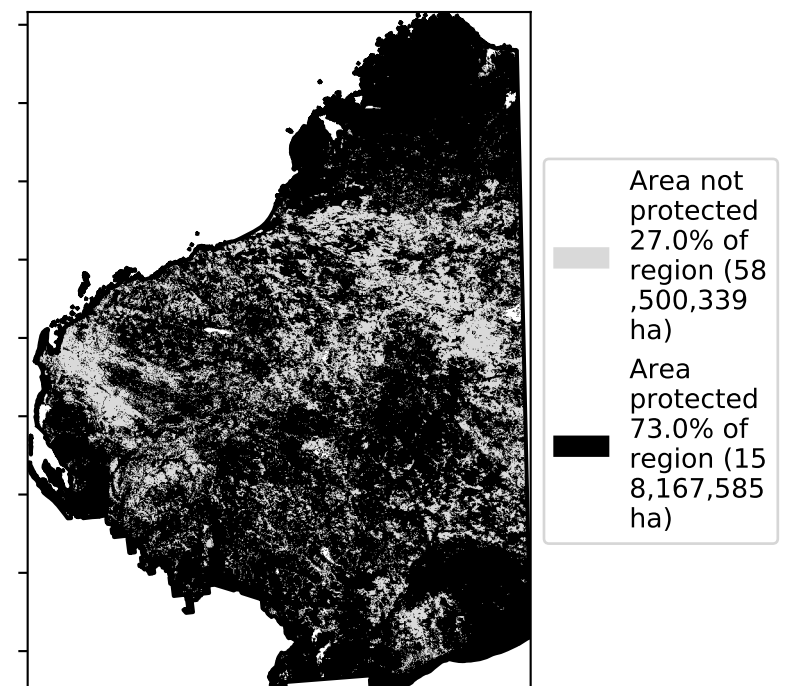 Area not
protected
27.0% of
region (58
,500,339
ha)
Area
protected
73.0% of
region (15
8,167,585
ha)